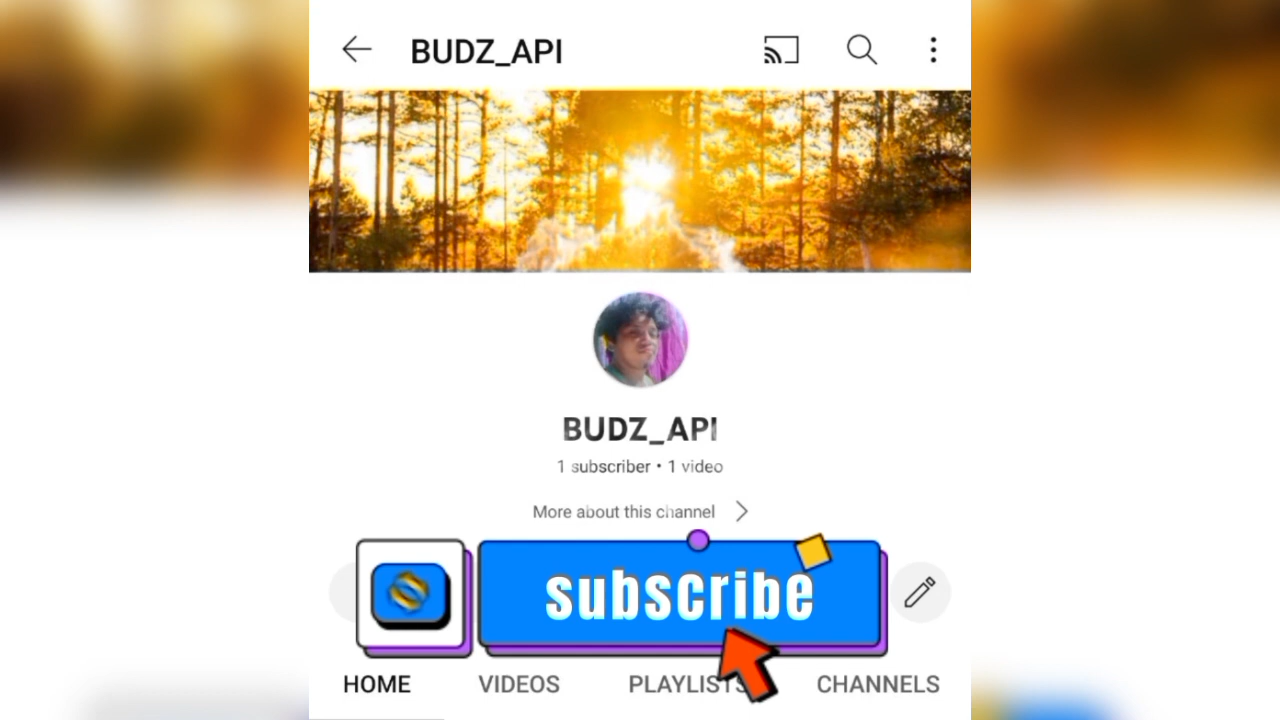 BUDZ_API
BUDZ_API
1 subscriber • 1 video
More about this channel
subscribe
HOME VIDEOS PLAYLISTS CHANNELS